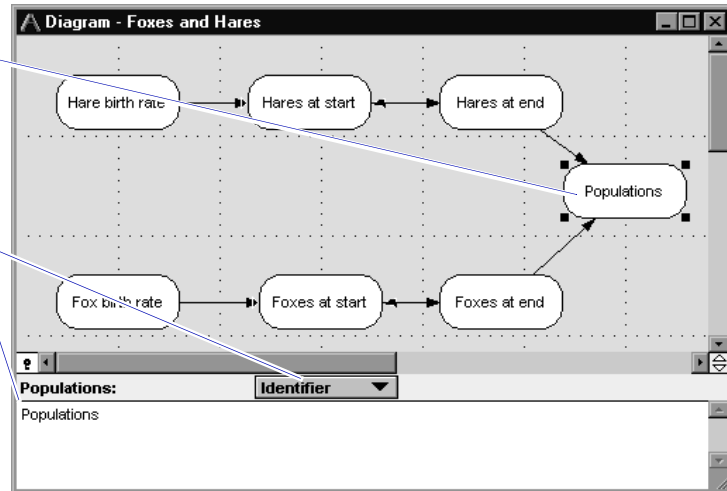 Diagram - Foxes and Hares
Hare birth rate
Hares at start
Hares at end
Populations
Fox birth rate
Foxes at start
Foxes at end
Populations:
Identifier
Populations